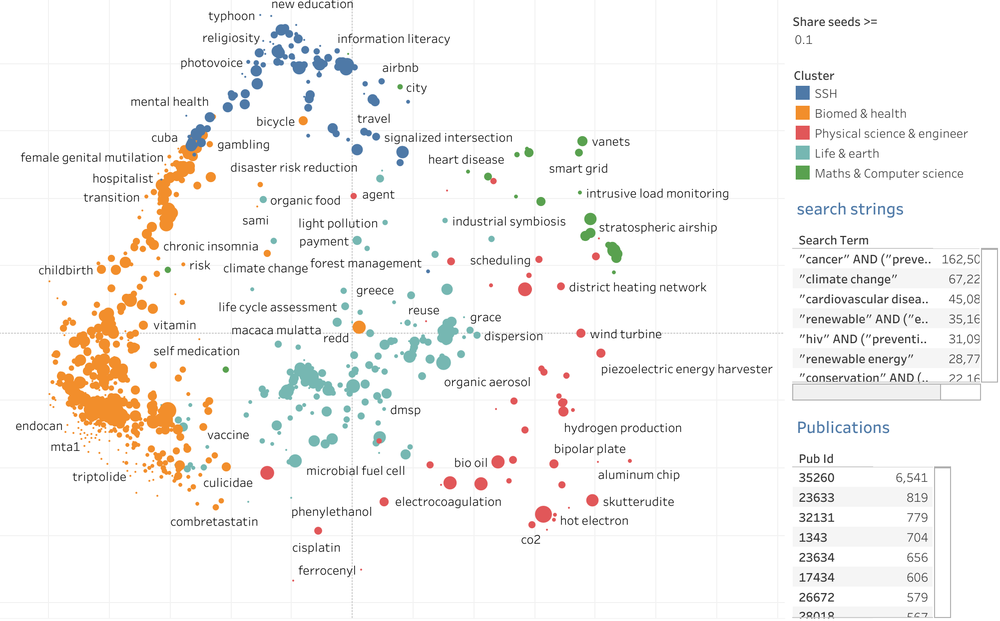 new education
typhoon
religiosity
information literacy
photovoice
airbnb
city
mental health
bicycle
travel
cuba
signalized intersection
gambling
vanets
female genital mutilation
heart disease
disaster risk reduction
smart grid
hospitalist
transition
agent
intrusive load monitoring
organic food
sami
light pollution
industrial symbiosis
stratospheric airship
payment
chronic insomnia
risk
climate change
forest management
scheduling
childbirth
greece
district heating network
life cycle assessment
reuse
grace
vitamin
macaca mulatta
redd
dispersion
wind turbine
self medication
piezoelectric energy harvester
organic aerosol
dmsp
endocan
vaccine
hydrogen production
mta1
bipolar plate
bio oil
triptolide
microbial fuel cell
aluminum chip
culicidae
electrocoagulation
skutterudite
phenylethanol
combretastatin
hot electron
co2
cisplatin
ferrocenyl
Share seeds >=
0.1
Cluster
SSH
Biomed & health
Physical science & engineer
Life & earth
Maths & Computer science
search strings
Search Term
"cancer" AND ("preve.. 162,50
"climate change" 67,22
"cardiovascular disea.. 45,08
"renewable" AND ("e.. 35,16
"hiv" AND ("preventi.. 31,09
"renewable energy" 28,77
"conservation" AND (.. 22,16
Publications
Pub Id
35260 6,541
23633 819
32131 779
1343 704
23634 656
17434 606
26672 579
28018 567